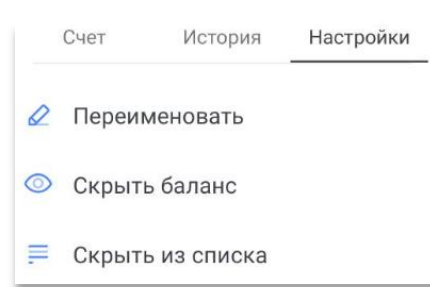 Счет История Настройки
Переименовать
Скрыть баланс
Скрыть из списка